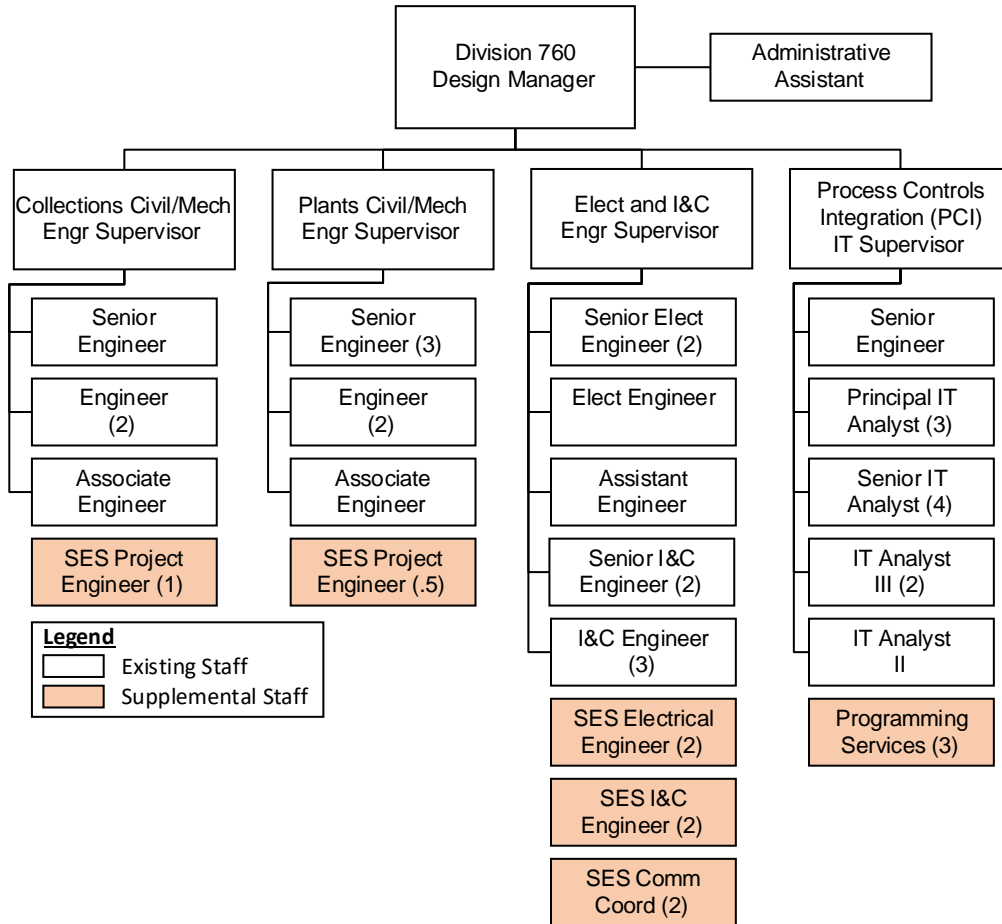 Division 760
Design Manager
Administrative
Assistant
Collections Civil/Mech
Engr Supervisor
Senior
Engineer
Engineer
(2)
Associate
Engineer
SES Project
Engineer (1)
Plants Civil/Mech
Engr Supervisor
Senior
Engineer (3)
Engineer
(2)
Associate
Engineer
SES Project
Engineer (.5)
Elect and I&C
Engr Supervisor
Senior Elect
Engineer (2)
Elect Engineer
Assistant
Engineer
Senior I&C
Engineer (2)
I&C Engineer
(3)
SES Electrical
Engineer (2)
SES I&C
Engineer (2)
SES Comm
Coord (2)
Process Controls
Integration (PCI)
IT Supervisor
Senior
Engineer
Principal IT
Analyst (3)
Senior IT
Analyst (4)
IT Analyst
III (2)
IT Analyst
II
Programming
Services (3)
Legend
Existing Staff
Supplemental Staff